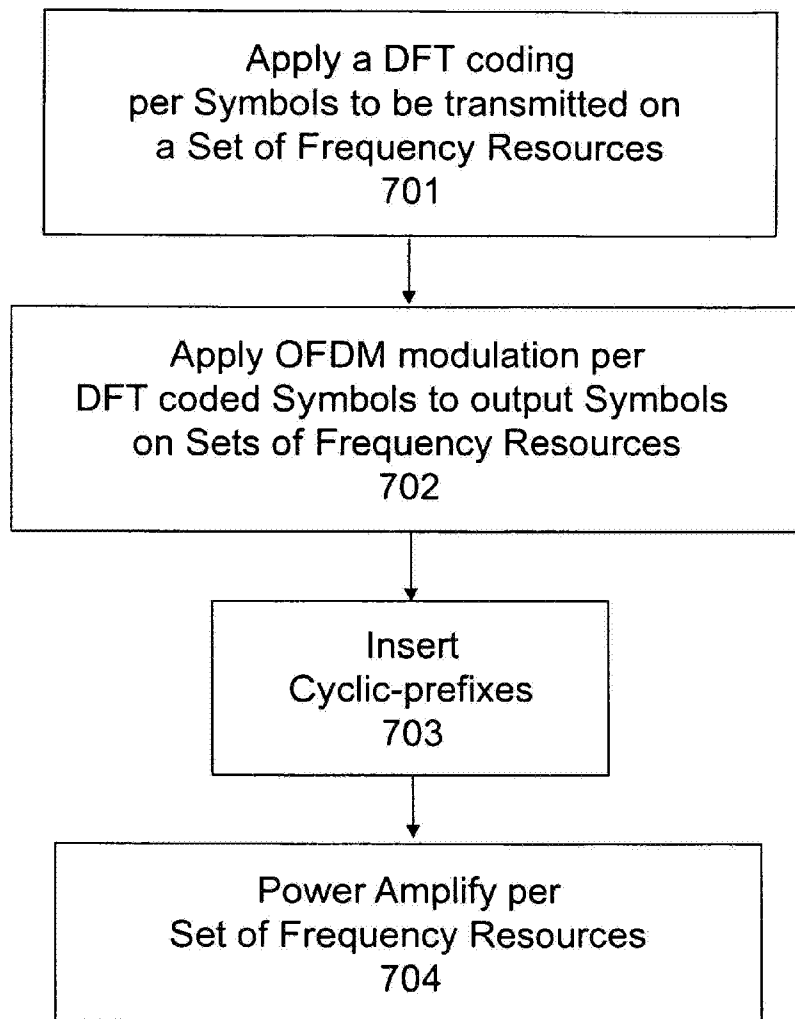 Apply a DFT coding
per Symbols to be transmitted on
a Set of Frequency Resources
701
Apply OFDM modulation per
DFT coded Symbols to output Symbols
on Sets of Frequency Resources
702
Insert
Cyclic-prefixes
703
Power Amplify per
Set of Frequency Resources
704